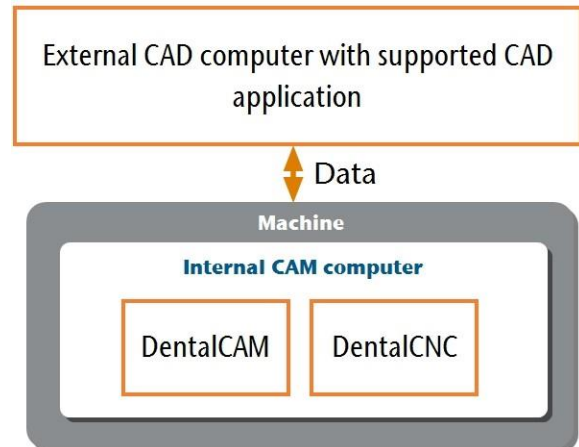 External CAD computer with supported CAD
application
Data
Machine
Internal CAM computer
DentalCAM
DentalCNC